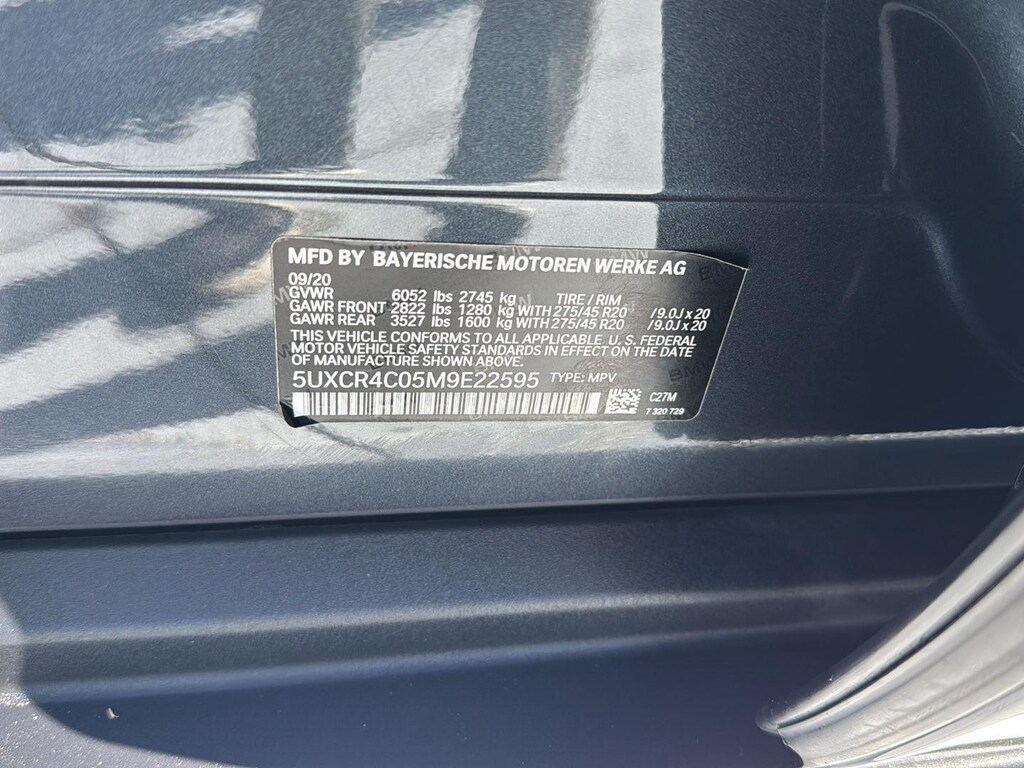 MFD BY BAYERISCHE MOTOREN WERKE AG
09/20
GVWR 6052 lbs 2745 kg TIRE / RIM
GAWR FRONT 2822 lbs 1280 kg WITH 275/45 R20 /9.0J x 20
GAWR REAR 3527 lbs 1600 kg WITH 275/45 R20 /9.0J x 20
THIS VEHICLE CONFORMS TO ALL APPLICABLE U. S. FEDERAL
MOTOR VEHICLE SAFETY STANDARDS IN EFFECT ON THE DATE
OF MANUFACTURE SHOWN ABOVE.
5UXCR4C05M9E22595 TYPE: MPV
C27M
7 320 729